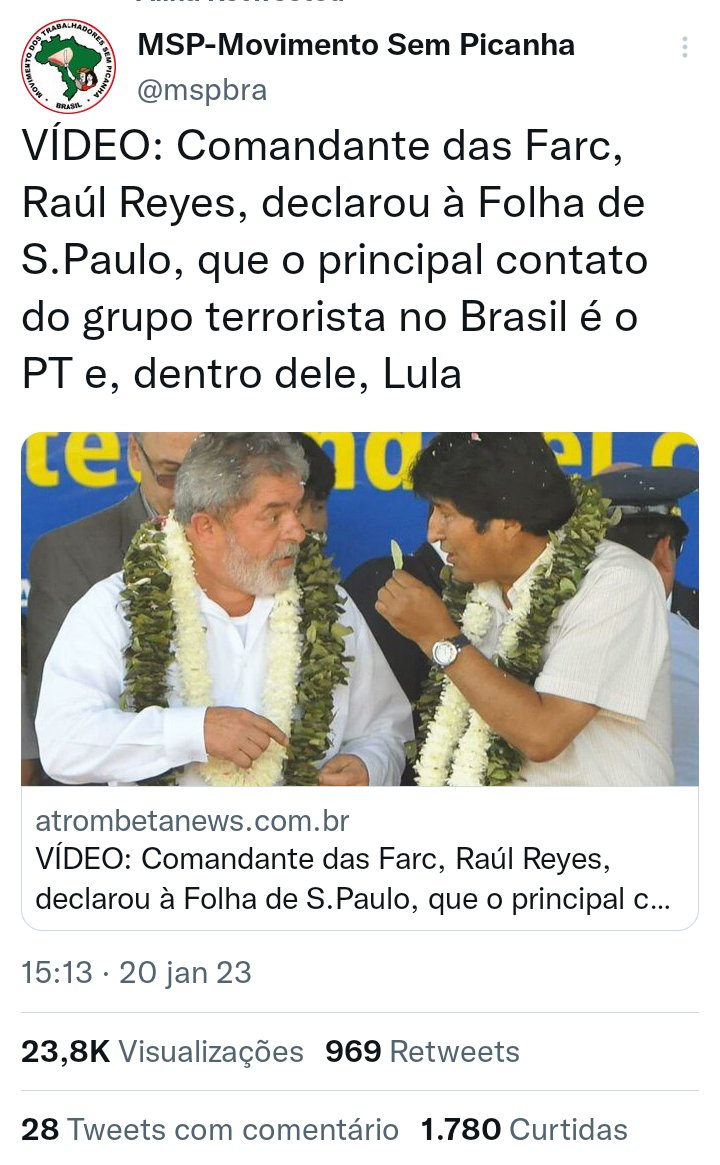 MSP-Movimento Sem Picanha
MOVIMENTO DOS TRABALHADORES SEM PICANHA
BRASIL
@mspbra
VÍDEO: Comandante das Farc,
Raúl Reyes, declarou à Folha de
S.Paulo, que o principal contato
do grupo terrorista no Brasil é o
PT e, dentro dele, Lula
atrombetanews.com.br
VÍDEO: Comandante das Farc, Raúl Reyes,
declarou à Folha de S.Paulo, que o principal c...
15:13 · 20 jan 23
23,8K Visualizações 969 Retweets
28 Tweets com comentário 1.780 Curtidas